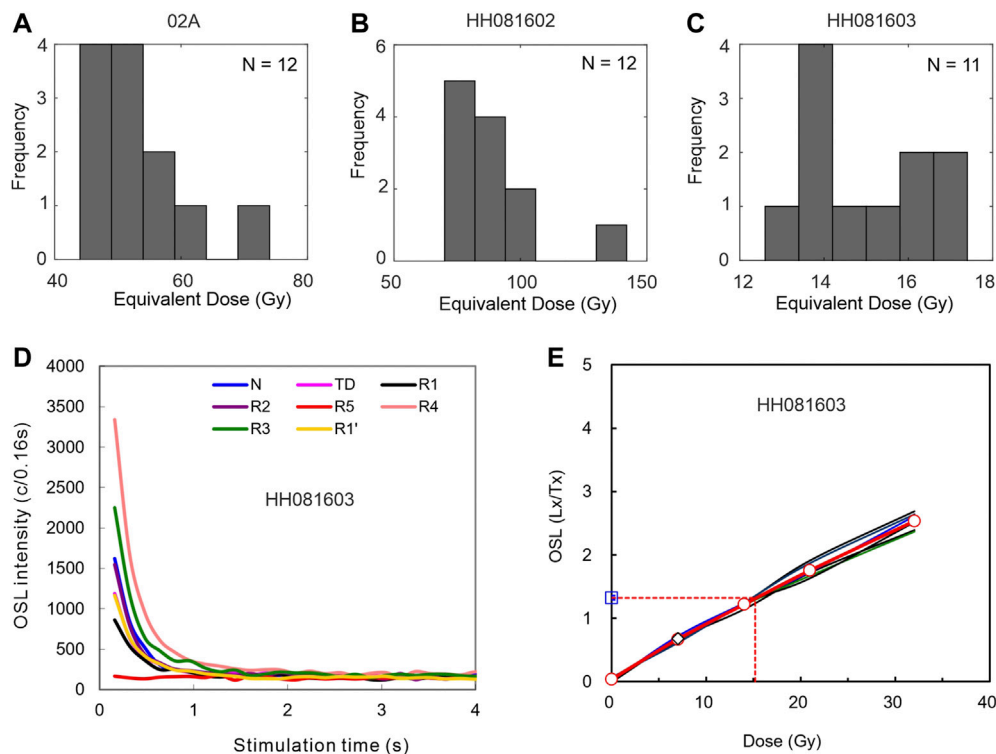 A
02A
4
3
2
1
0
Frequency
N = 12
40
60
80
Equivalent Dose (Gy)
B
HH081602
6
4
2
0
Frequency
N = 12
50
100
150
Equivalent Dose (Gy)
C
HH081603
4
3
2
1
0
Frequency
N = 11
12
14
16
18
Equivalent Dose (Gy)
D
4000
3500
3000
2500
2000
1500
1000
500
0
OSL intensity (c/0.16s)
N TD R1
R2 R5 R4
R3 R1'
HH081603
0 1 2 3 4
Stimulation time (s)
E
5
4
3
2
1
0
OSL (Lx/Tx)
HH081603
0 10 20 30 40
Dose (Gy)